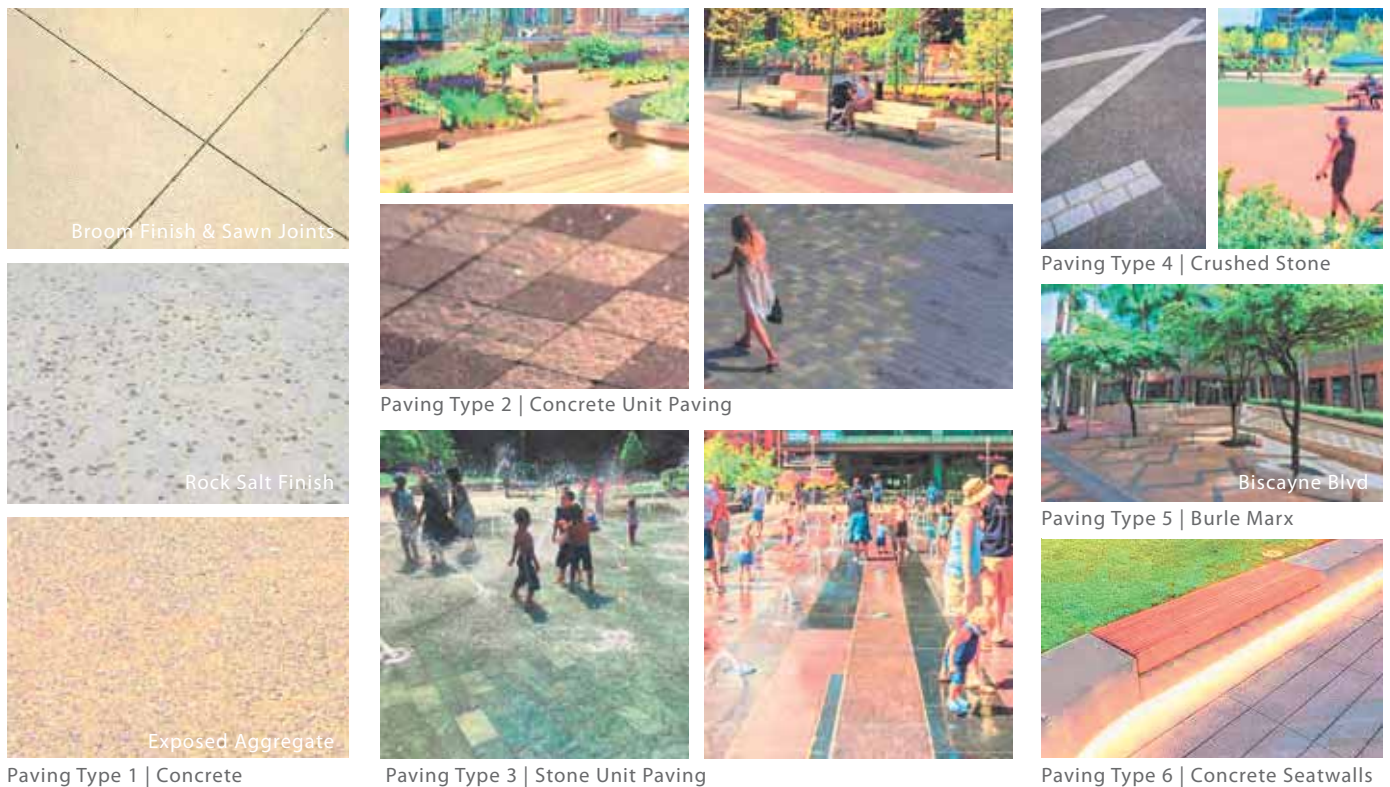 Broom Finish & Sawn Joints
Rock Salt Finish
Exposed Aggregate
Paving Type 1 | Concrete
Paving Type 2 | Concrete Unit Paving
Paving Type 3 | Stone Unit Paving
Paving Type 4 | Crushed Stone
Biscayne Blvd
Paving Type 5 | Burle Marx
Paving Type 6 | Concrete Seatwalls